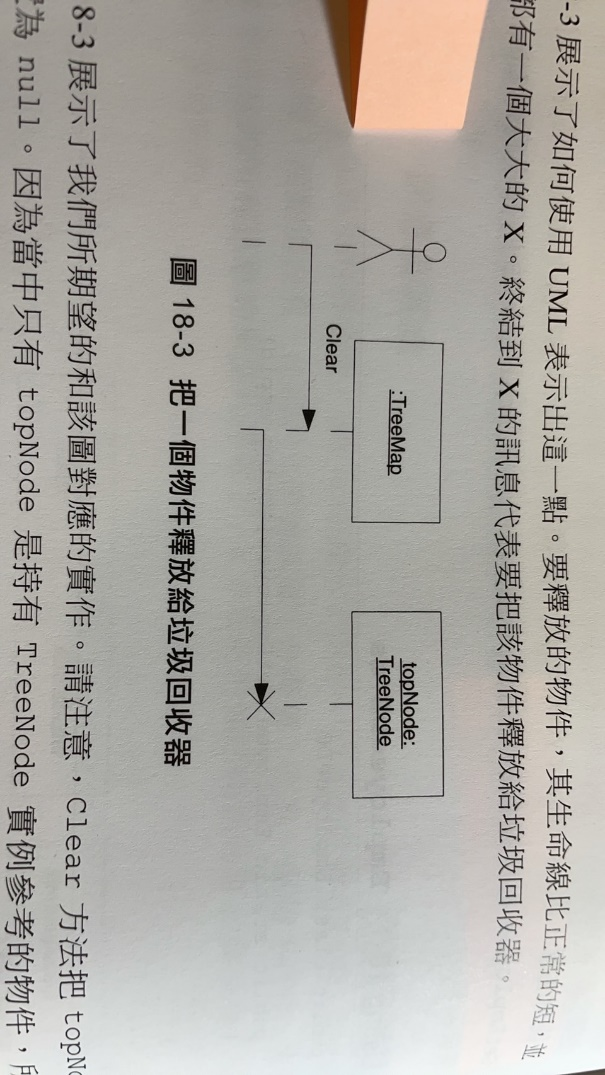 -3 展示了如何使用 UML 表示出這一點。要釋放的物件，其生命線比正常的短，並
都有一個大大的 X。終結到 X 的訊息代表要把該物件釋放給垃圾回收器。
:TreeMap
topNode:
TreeNode
Clear
圖 18-3 把一個物件釋放給垃圾回收器
8-3 展示了我們所期望的和該圖對應的實作。請注意，Clear 方法把 topNo
為 null。因為當中只有 topNode 是持有 TreeNode 實例參考的物件，